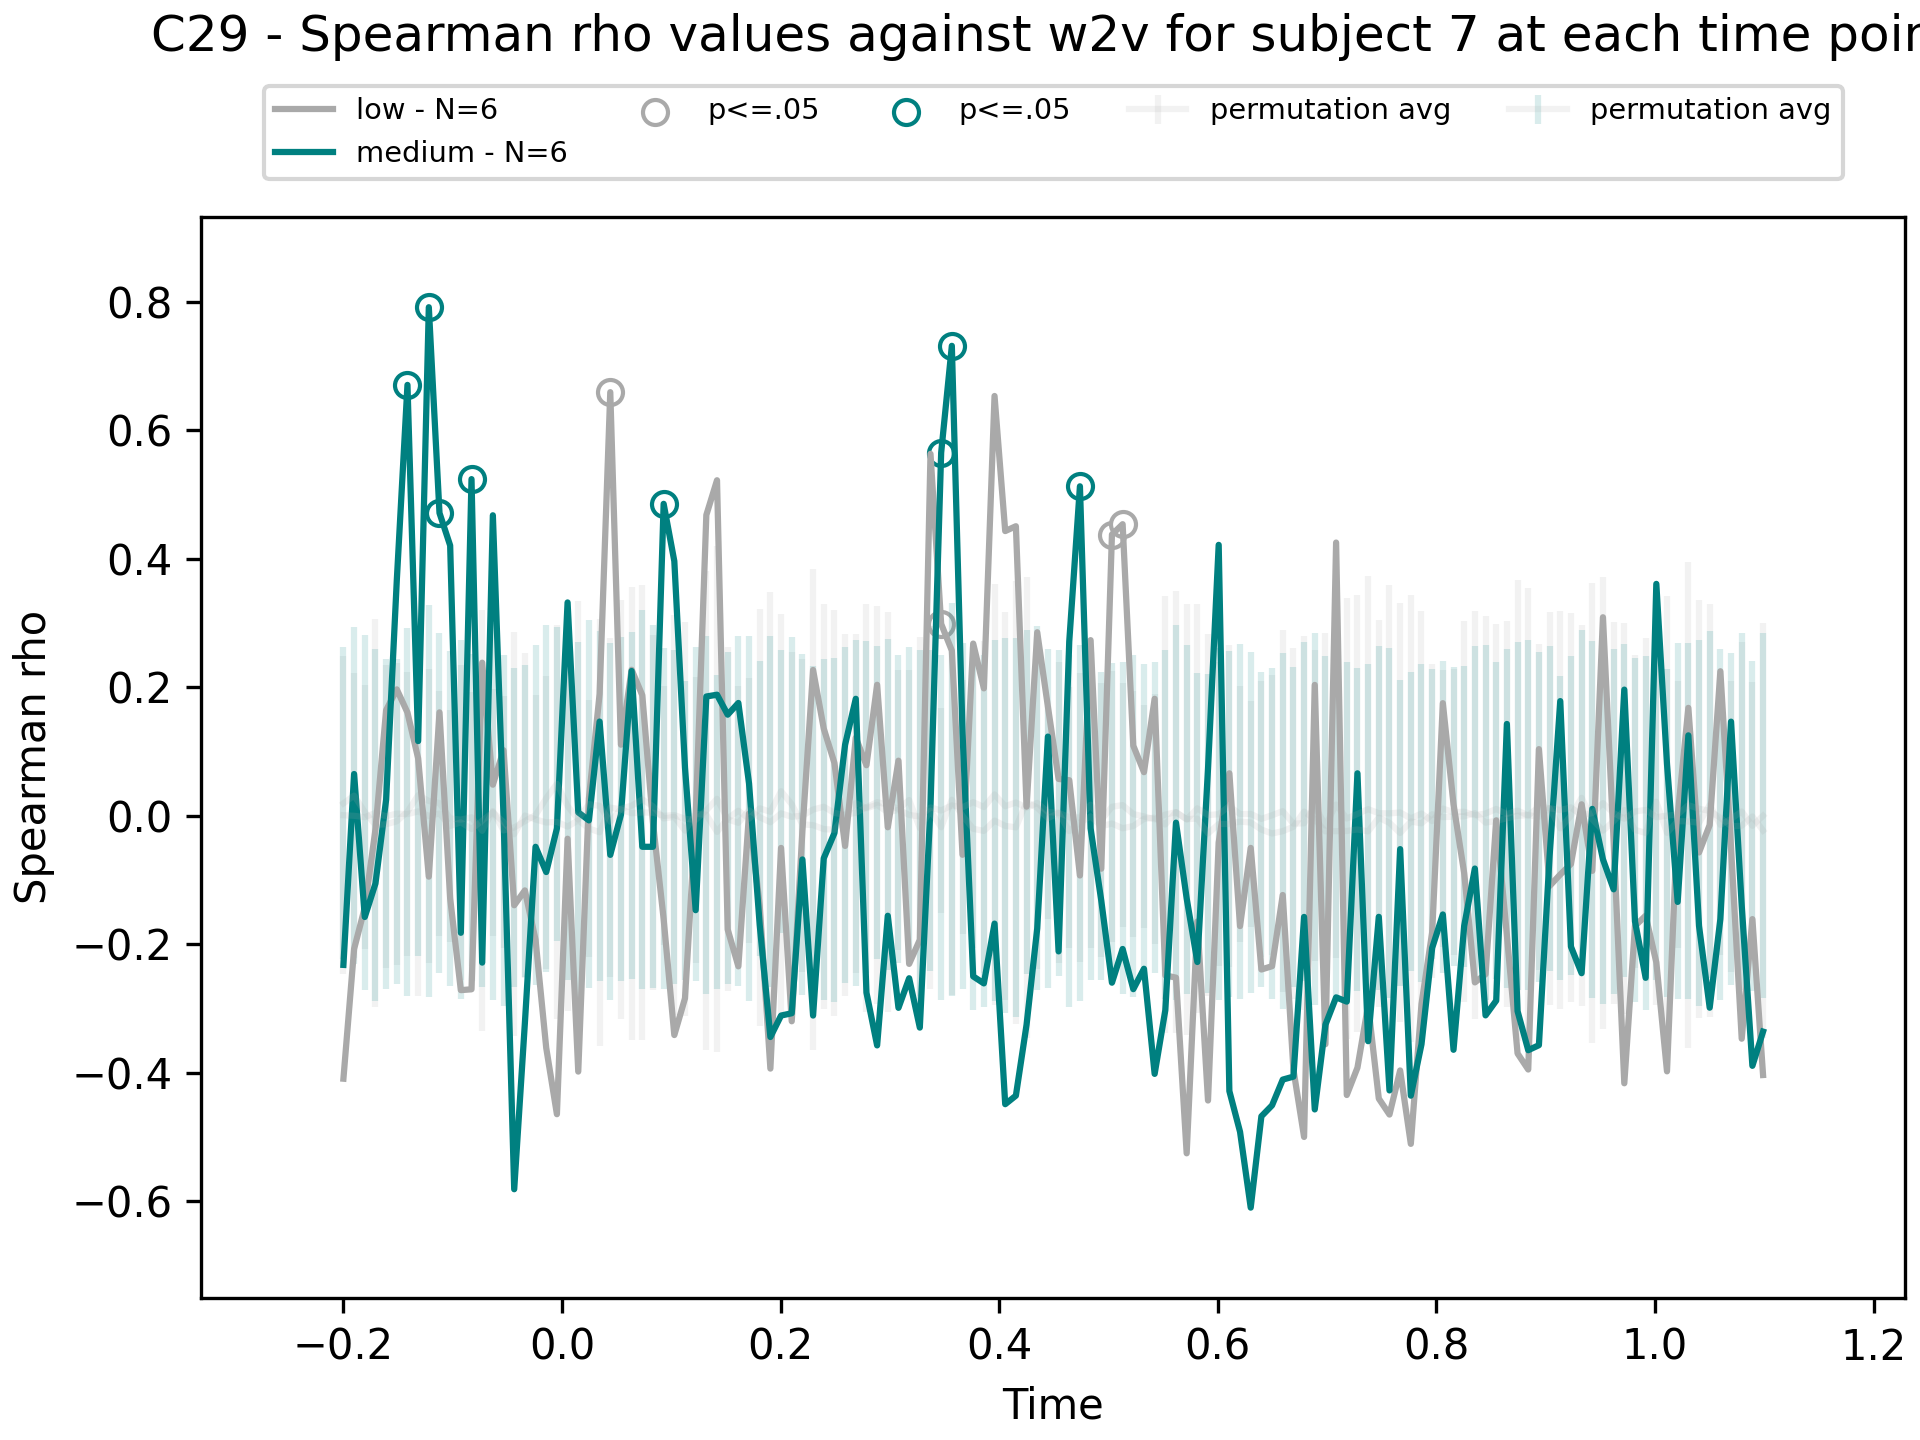 C29 - Spearman rho values against w2v for subject 7 at each time poin
low - N=6
medium - N=6
p<=.05
p<=.05
permutation avg
permutation avg
Spearman rho
0.8
0.6
0.4
0.2
0.0
−0.2
−0.4
−0.6
−0.2 0.0 0.2 0.4 0.6 0.8 1.0 1.2
Time